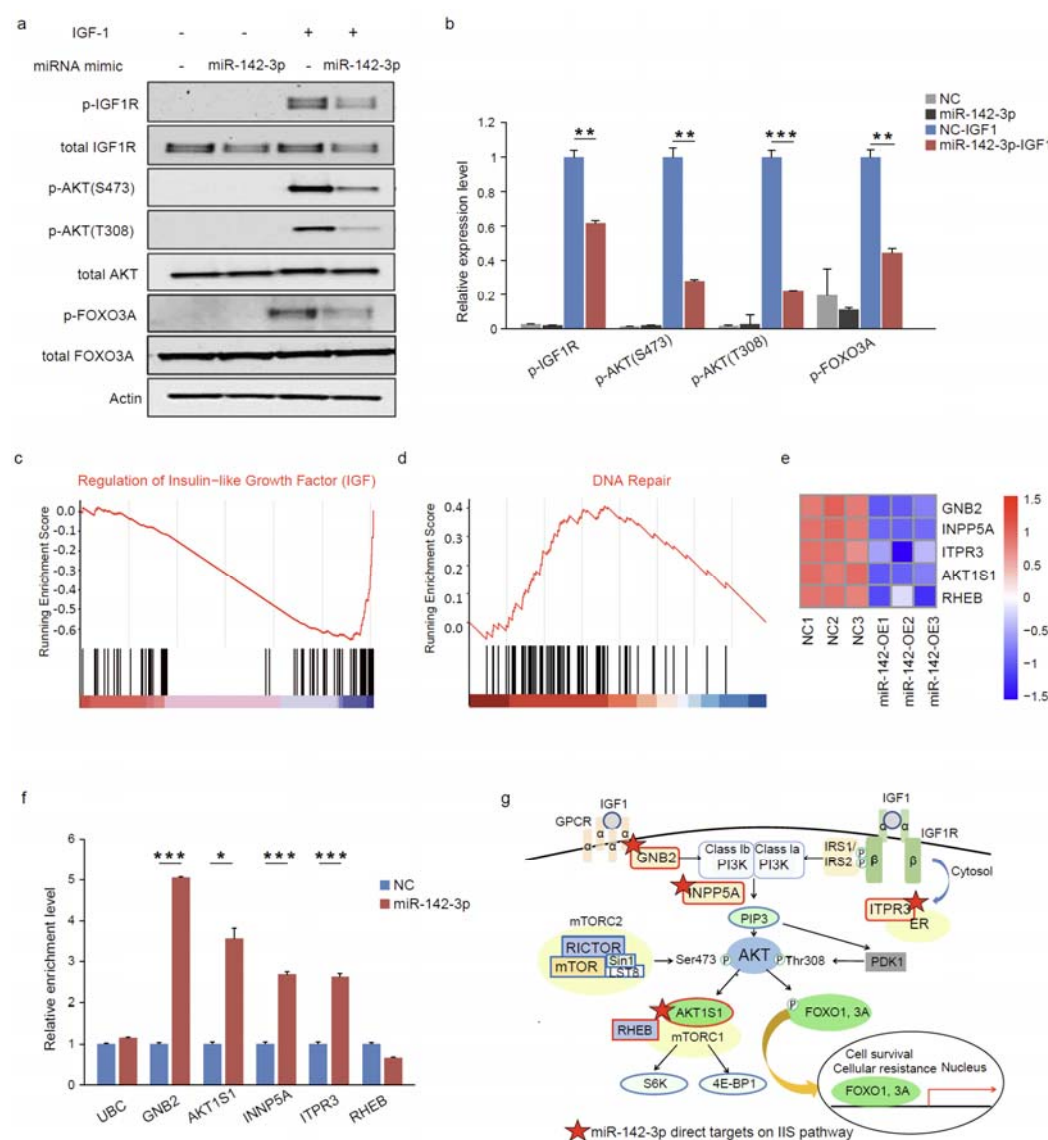 a
IGF-1 - - + +
miRNA mimic - miR-142-3p - miR-142-3p
p-IGF1R
total IGF1R
p-AKT(S473)
p-AKT(T308)
total AKT
p-FOXO3A
total FOXO3A
Actin
b
NC
miR-142-3p
NC-IGF1
miR-142-3p-IGF1
Relative expression level
1.2
1
0.8
0.6
0.4
0.2
0
** ** *** **
p-IGF1R
p-AKT(S473)
p-AKT(T308)
p-FOXO3A
c
Regulation of Insulin-like Growth Factor (IGF)
Running Enrichment Score
0.0
-0.1
-0.2
-0.3
-0.4
-0.5
-0.6
d
DNA Repair
Running Enrichment Score
0.4
0.3
0.2
0.1
0.0
e
GNB2
INPP5A
ITPR3
AKT1S1
RHEB
NC1
NC2
NC3
miR-142-OE1
miR-142-OE2
miR-142-OE3
1.5
1
0.5
0
-0.5
-1
-1.5
f
NC
miR-142-3p
Relative enrichment level
6
5
4
3
2
1
0
*** * *** ***
UBC
GNB2
AKT1S1
INNP5A
ITPR3
RHEB
g
IGF1
GPCR
α α
α α
GNB2
Class Ib
PI3K
Class Ia
PI3K
IRS1/
IRS2
P
P
IGF1
α α
IGF1R
β β
Cytosol
INPP5A
ITPR3
ER
PIP3
mTORC2
RICTOR
mTOR
Sin1
LST8
Ser473
P
AKT
P
Thr308
PDK1
RHEB
AKT1S1
mTORC1
P
FOXO1, 3A
S6K
4E-BP1
Cell survival
Cellular resistance
Nucleus
FOXO1, 3A
miR-142-3p direct targets on IIS pathway